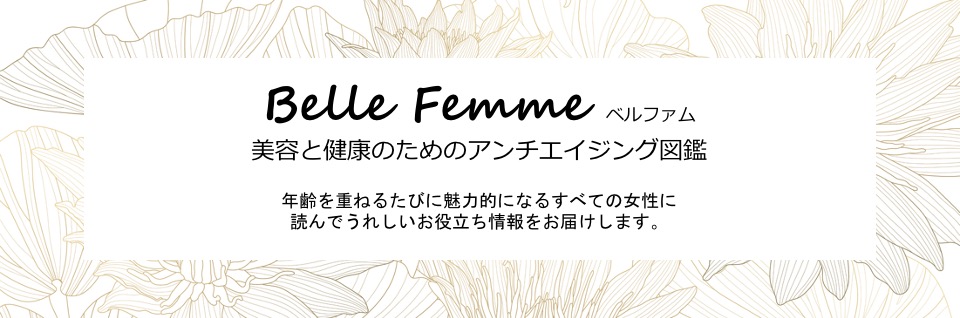 Belle Femme ベルファム
美容と健康のためのアンチエイジング図鑑
年齢を重ねるたびに魅力的になるすべての女性に
読んでうれしいお役立ち情報をお届けします。